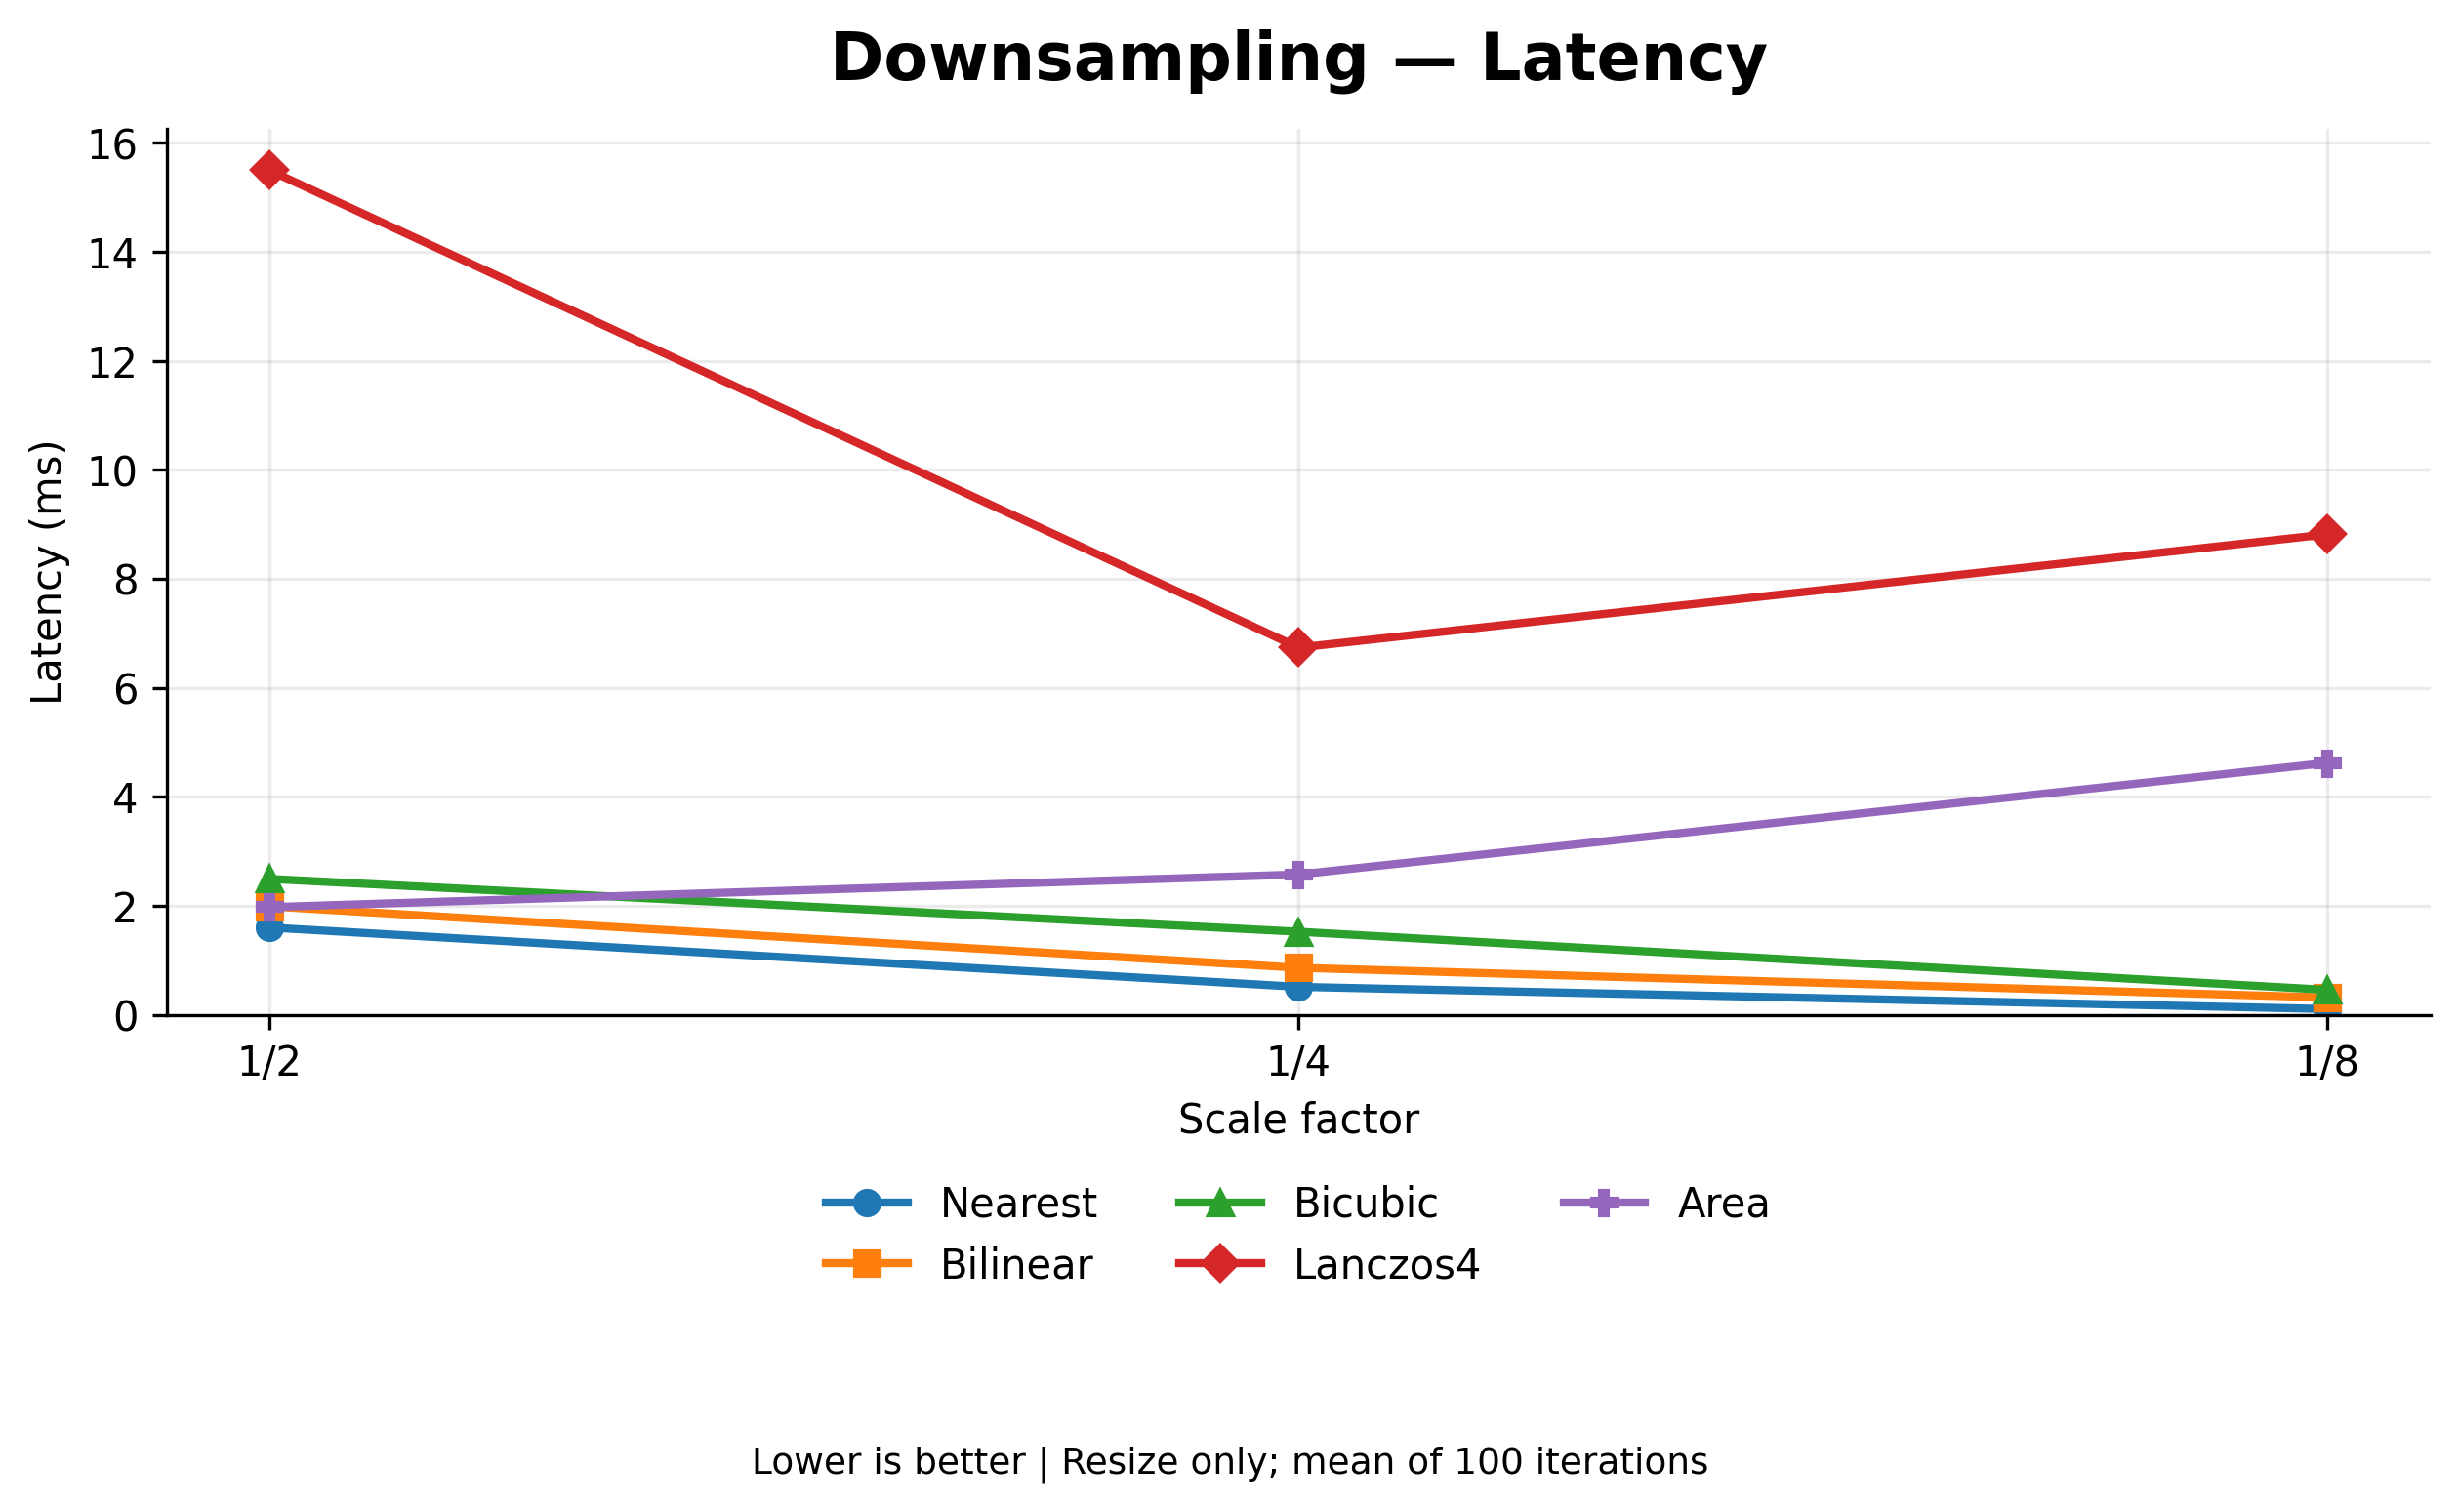 Downsampling — Latency
Latency (ms)
16
14
12
10
8
6
4
2
0
1/2 1/4 1/8
Scale factor
Nearest Bicubic Area
Bilinear Lanczos4
Lower is better | Resize only; mean of 100 iterations